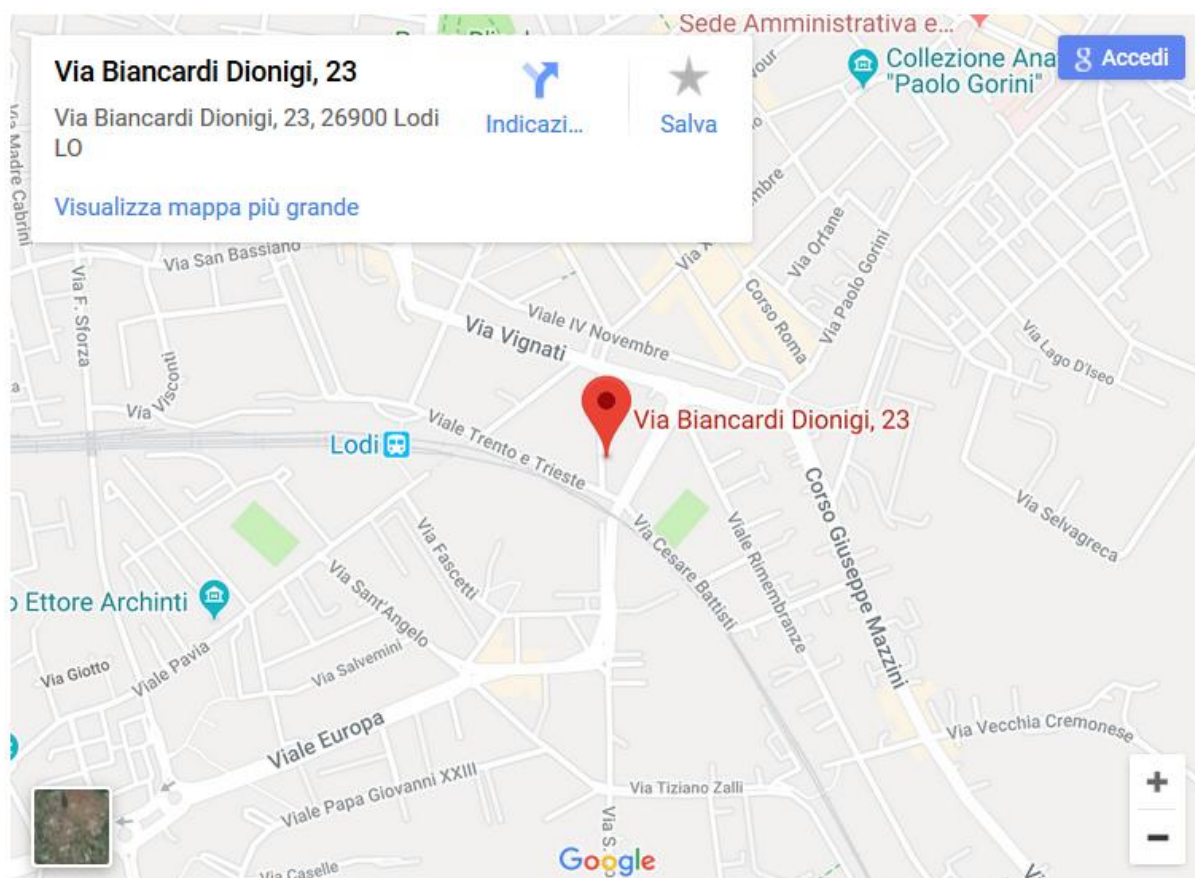 Sede Amministrativa e...
Via Biancardi Dionigi, 23
Via Biancardi Dionigi, 23, 26900 Lodi
LO
Indicazi...
Salva
Visualizza mappa più grande
Collezione Ana
"Paolo Gorini"
Accedi
Via Madre Cabrini
Via San Bassiano
Via F. Sforza
Via Visconti
Via Vignati
Viale IV Novembre
Corso Roma
Via Orfane
Via Paolo Gorini
Via Lago D'Iseo
Via Biancardi Dionigi, 23
Lodi
Viale Trento e Trieste
Corso Giuseppe Mazzini
Via Selvagreca
Via Fascetti
Via Cesare Battisti
Viale Rimembranze
Ettore Archinti
Via Sant'Angelo
Via Giotto
Viale Pavia
Via Salvemini
Viale Europa
Via Vecchia Cremonese
Viale Papa Giovanni XXIII
Via Tiziano Zalli
Via S.
Via Caselle
Google